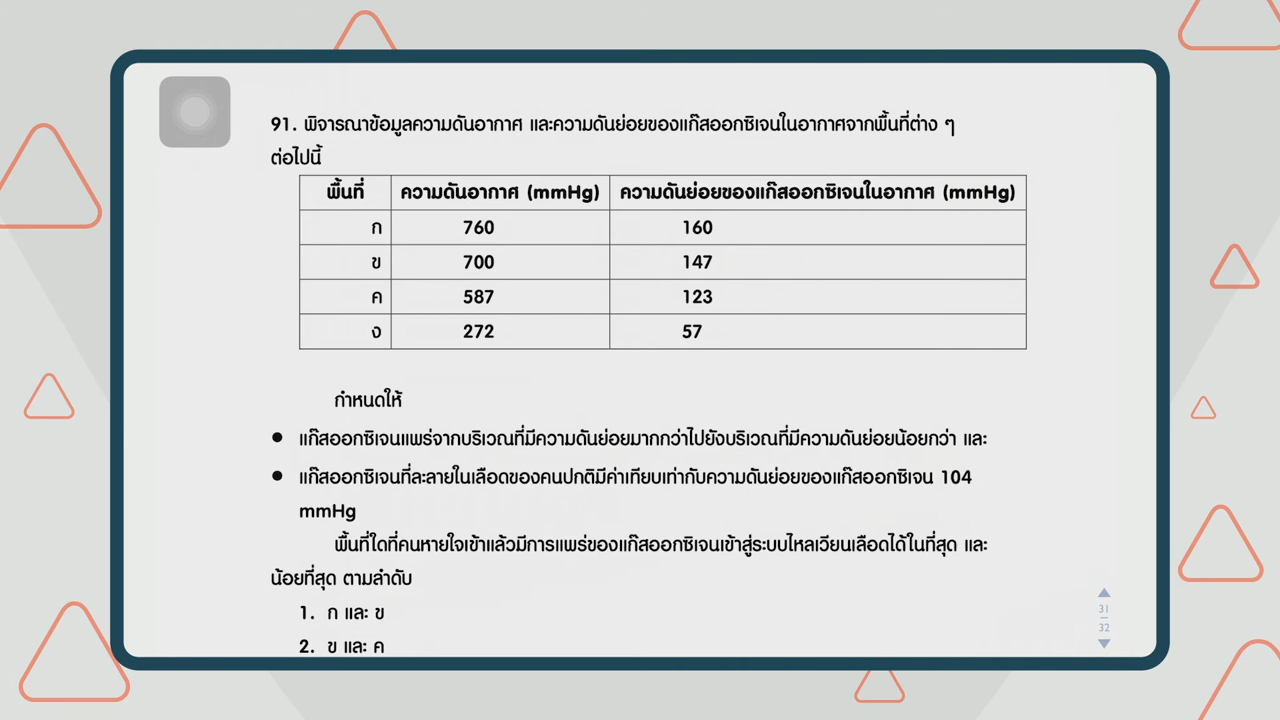 91. พิจารณาข้อมูลความดันอากาศ และความดันย่อยของแก๊สออกซิเจนในอากาศจากพื้นที่ต่าง ๆ
ต่อไปนี้
พื้นที่ ความดันอากาศ (mmHg) ความดันย่อยของแก๊สออกซิเจนในอากาศ (mmHg)
ก 760 160
ข 700 147
ค 587 123
ง 272 57
กำหนดให้
● แก๊สออกซิเจนแพร่จากบริเวณที่มีความดันย่อยมากกว่าไปยังบริเวณที่มีความดันย่อยน้อยกว่า และ
● แก๊สออกซิเจนที่ละลายในเลือดของคนปกติมีค่าเทียบเท่ากับความดันย่อยของแก๊สออกซิเจน 104
mmHg
พื้นที่ใดที่คนหายใจเข้าแล้วมีการแพร่ของแก๊สออกซิเจนเข้าสู่ระบบไหลเวียนเลือดได้ในที่สุด และ
น้อยที่สุด ตามลำดับ
1. ก และ ข
2. ข และ ค
31
32